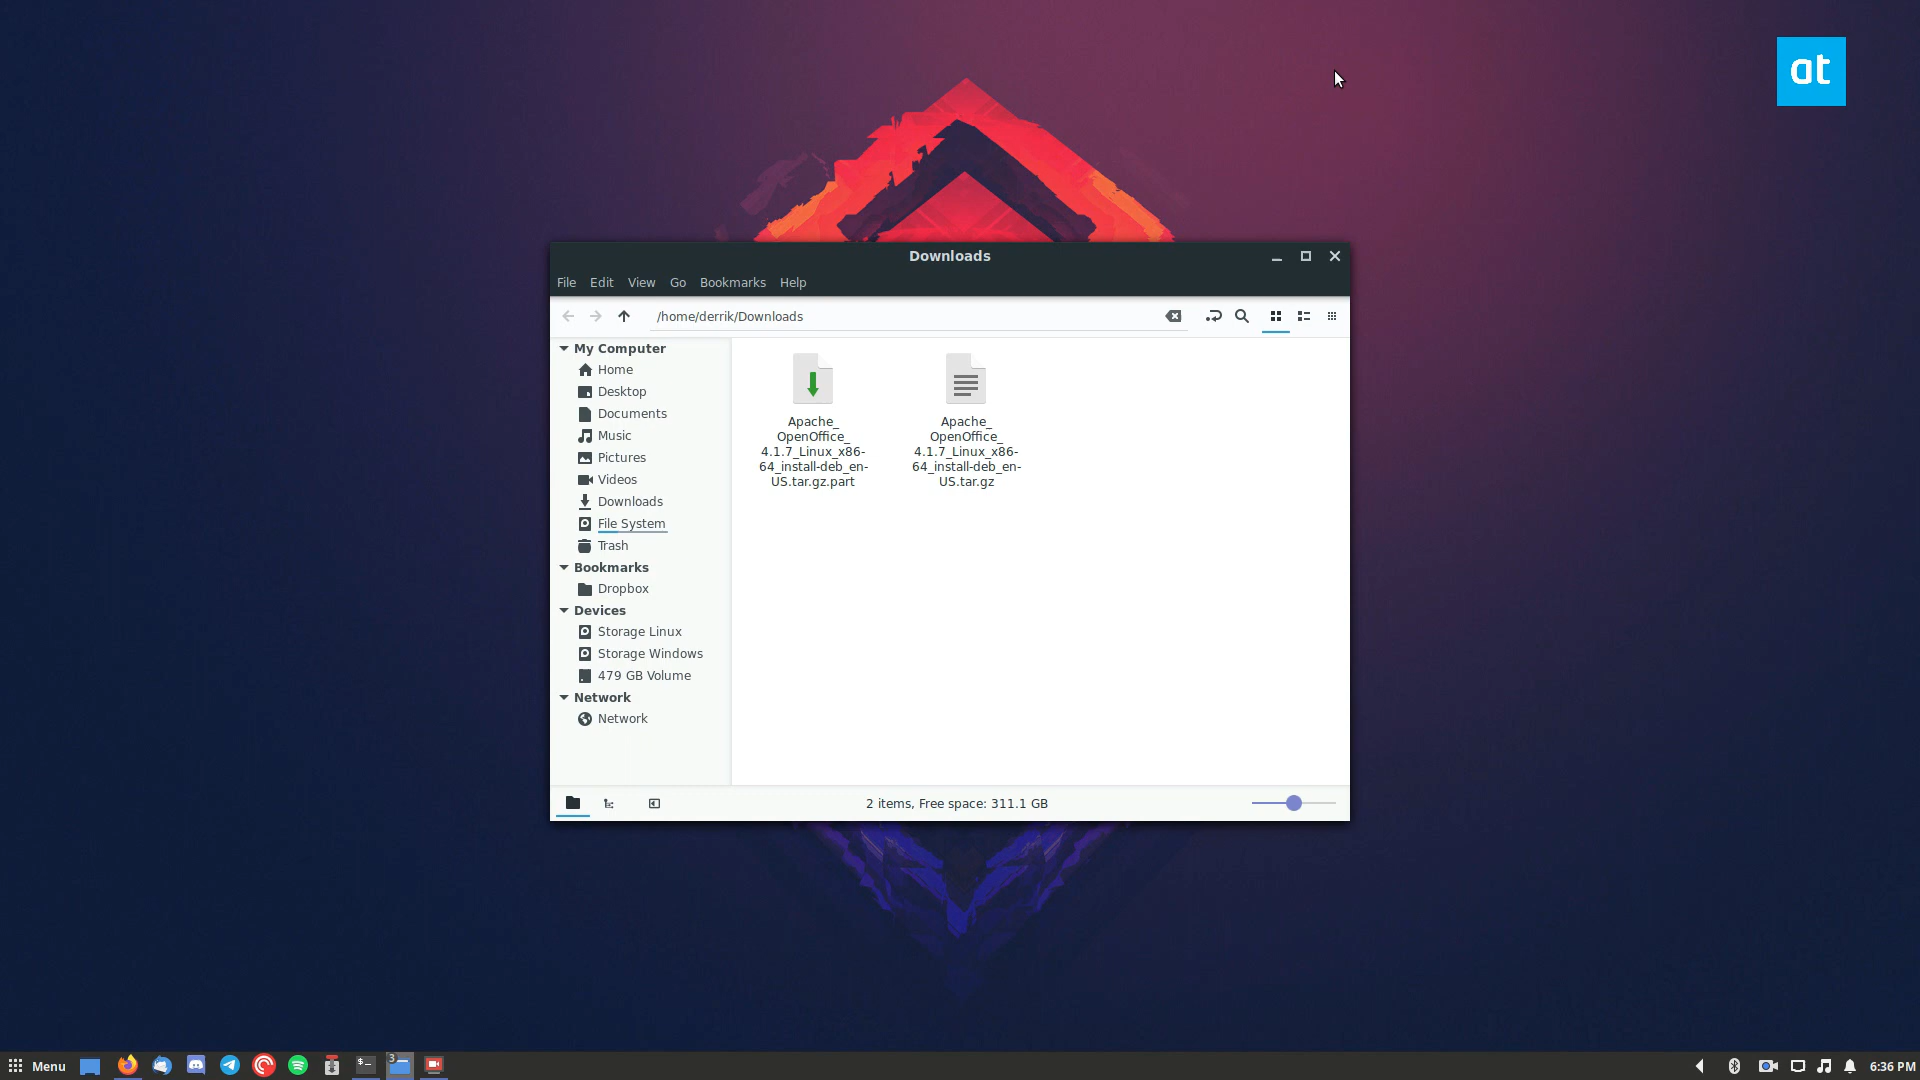 at
Downloads
File Edit View Go Bookmarks Help
/home/derrik/Downloads
My Computer
Home
Desktop
Documents
Music
Pictures
Videos
Downloads
File System
Trash
Bookmarks
Dropbox
Devices
Storage Linux
Storage Windows
479 GB Volume
Network
Network
Apache_
OpenOffice_
4.1.7_Linux_x86-
64_install-deb_en-
US.tar.gz.part
Apache_
OpenOffice_
4.1.7_Linux_x86-
64_install-deb_en-
US.tar.gz
2 items, Free space: 311.1 GB
Menu
3
6:36 PM